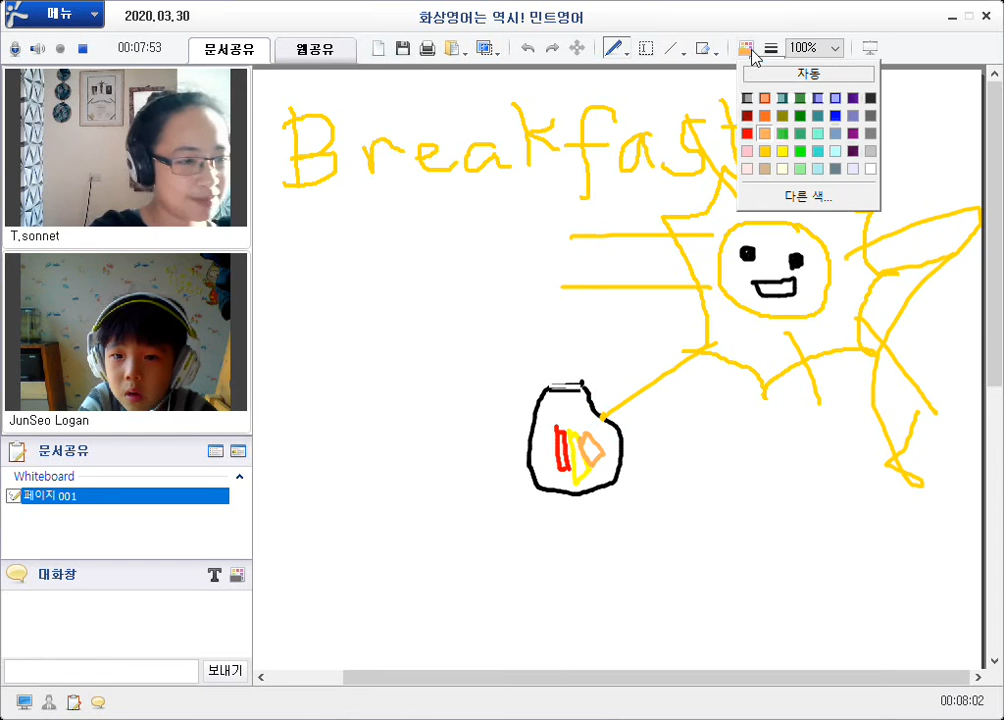 메뉴
2020,03,30
화상영어는 역시! 민트영어
00:07:53
문서공유
웹공유
100%
자동
다른 색...
Breakfast
T.sonnet
JunSeo Logan
문서공유
Whiteboard
페이지 001
대화창
T
보내기
00:08:02